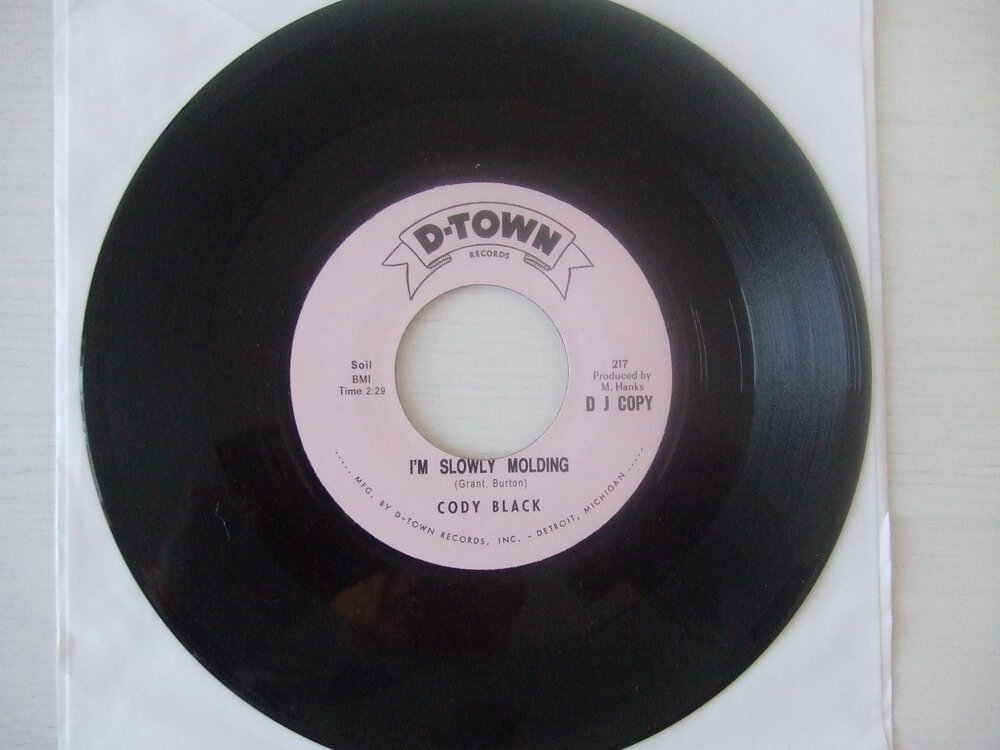 D-TOWN
RECORDS
Soil
BMI
Time 2:29
217
Produced by
M. Hanks
D J COPY
I'M SLOWLY MOLDING
(Grant, Burton)
CODY BLACK
..... MFG. BY D-TOWN RECORDS, INC. - DETROIT, MICHIGAN .....